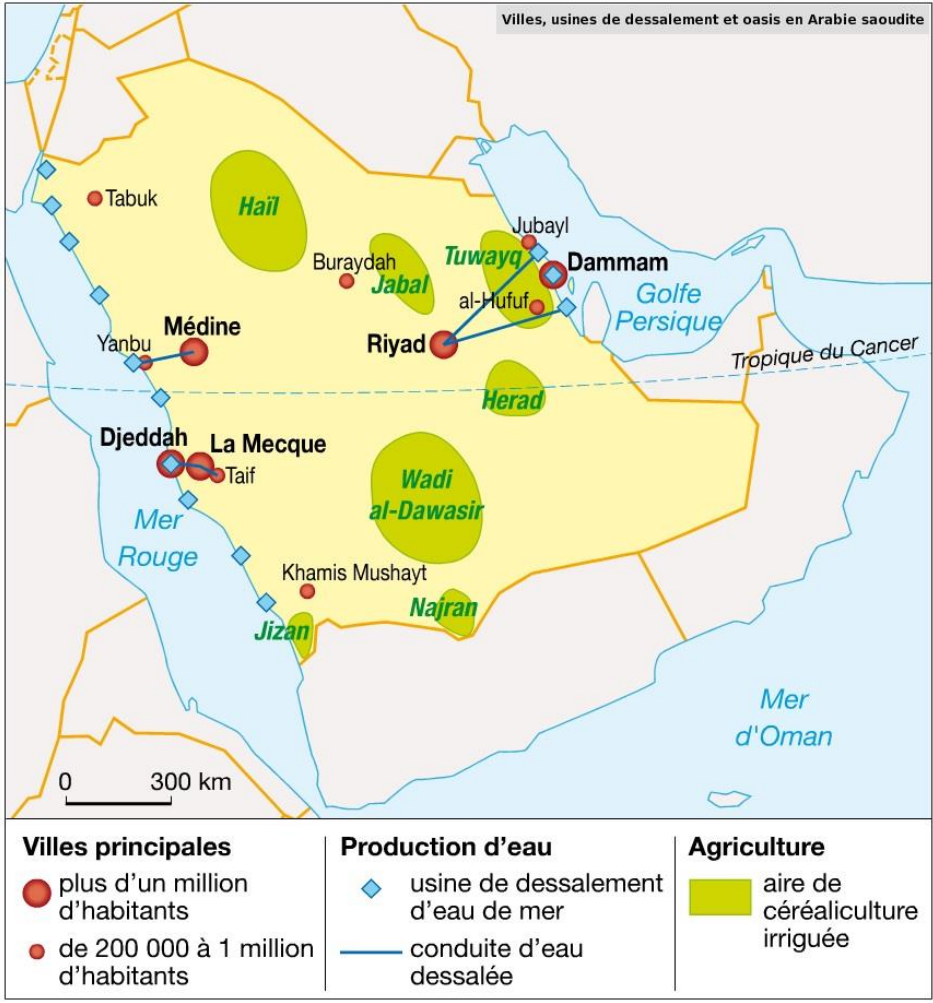 Villes, usines de dessalement et oasis en Arabie saoudite
Tabuk
Haïl
Jubayl
Buraydah
Jabal
Tuwayq
Dammam
al-Hufuf
Golfe
Persique
Yanbu
Médine
Riyad
Tropique du Cancer
Herad
Djeddah
La Mecque
Taif
Wadi
al-Dawasir
Mer
Rouge
Khamis Mushayt
Najran
Jizan
Mer
d'Oman
0 300 km
Villes principales
plus d'un million
d'habitants
de 200 000 à 1 million
d'habitants
Production d'eau
usine de dessalement
d'eau de mer
conduite d'eau
dessalée
Agriculture
aire de
céréaliculture
irriguée